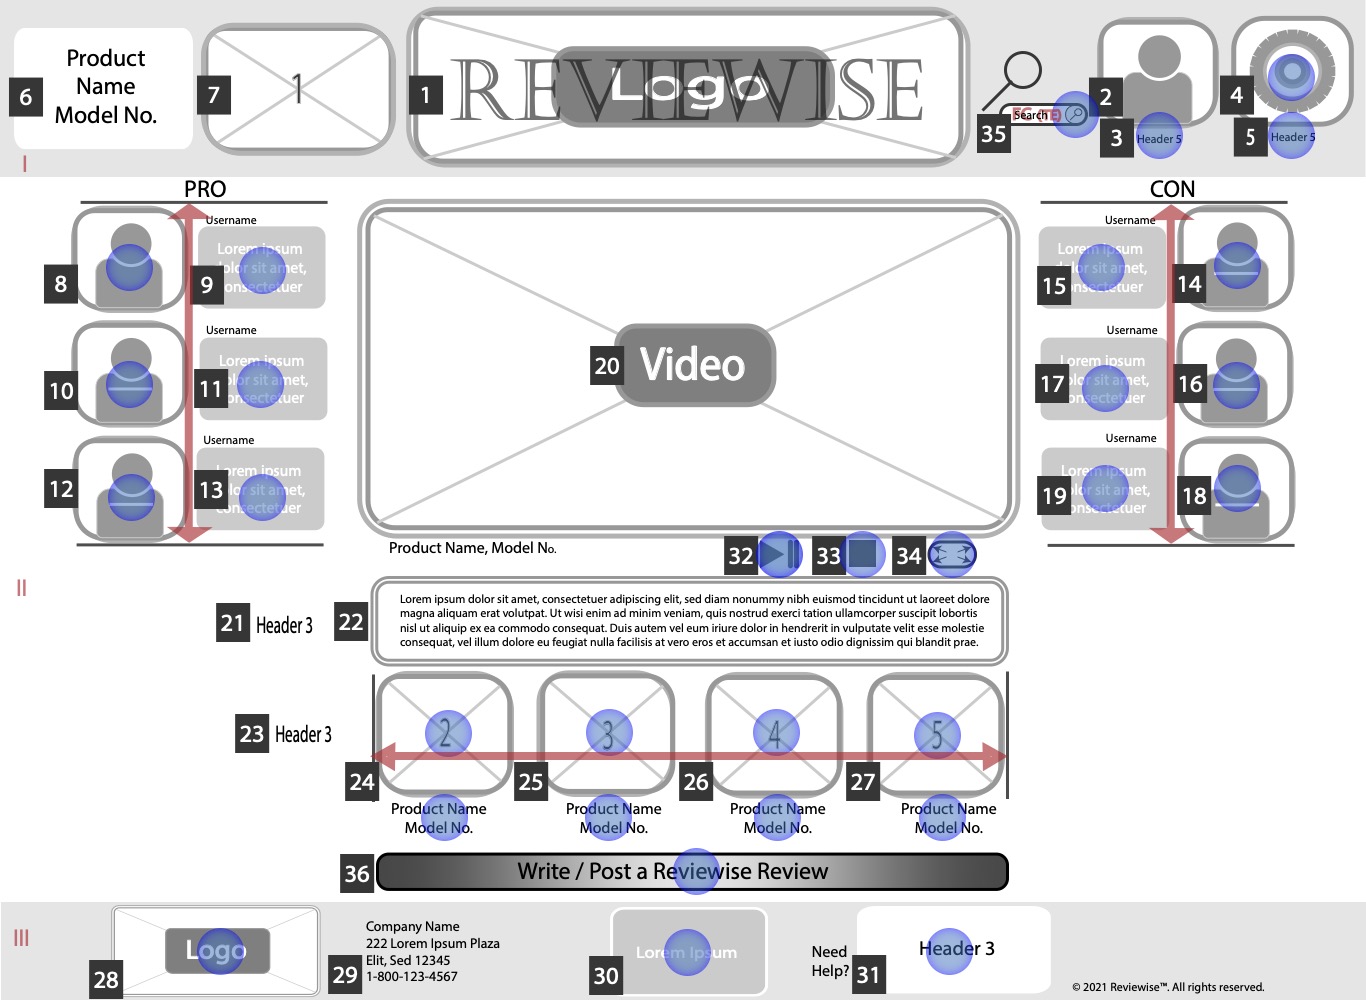 Product
Name
Model No.
6
7
1
1
REVIEWISE
Logo
35
Search
2
3
Header 5
4
5
Header 5
I
PRO
Username
8
9
Lorem ipsum
dolor sit amet,
consectetuer
Username
10
11
Lorem ipsum
dolor sit amet,
consectetuer
Username
12
13
Lorem ipsum
dolor sit amet,
consectetuer
20
Video
CON
Username
15
Lorem ipsum
dolor sit amet,
consectetuer
14
Username
17
Lorem ipsum
dolor sit amet,
consectetuer
16
Username
19
Lorem ipsum
dolor sit amet,
consectetuer
18
Product Name, Model No.
32
33
34
II
21
Header 3
22
Lorem ipsum dolor sit amet, consectetuer adipiscing elit, sed diam nonummy nibh euismod tincidunt ut laoreet dolore
magna aliquam erat volutpat. Ut wisi enim ad minim veniam, quis nostrud exerci tation ullamcorper suscipit lobortis
nisl ut aliquip ex ea commodo consequat. Duis autem vel eum iriure dolor in hendrerit in vulputate velit esse molestie
consequat, vel illum dolore eu feugiat nulla facilisis at vero eros et accumsan et iusto odio dignissim qui blandit prae.
23
Header 3
2
3
4
5
24
25
26
27
Product Name
Model No.
Product Name
Model No.
Product Name
Model No.
Product Name
Model No.
36
Write / Post a Reviewise Review
III
28
Logo
29
Company Name
222 Lorem Ipsum Plaza
Elit, Sed 12345
1-800-123-4567
30
Lorem Ipsum
Need
Help?
31
Header 3
© 2021 Reviewise™. All rights reserved.